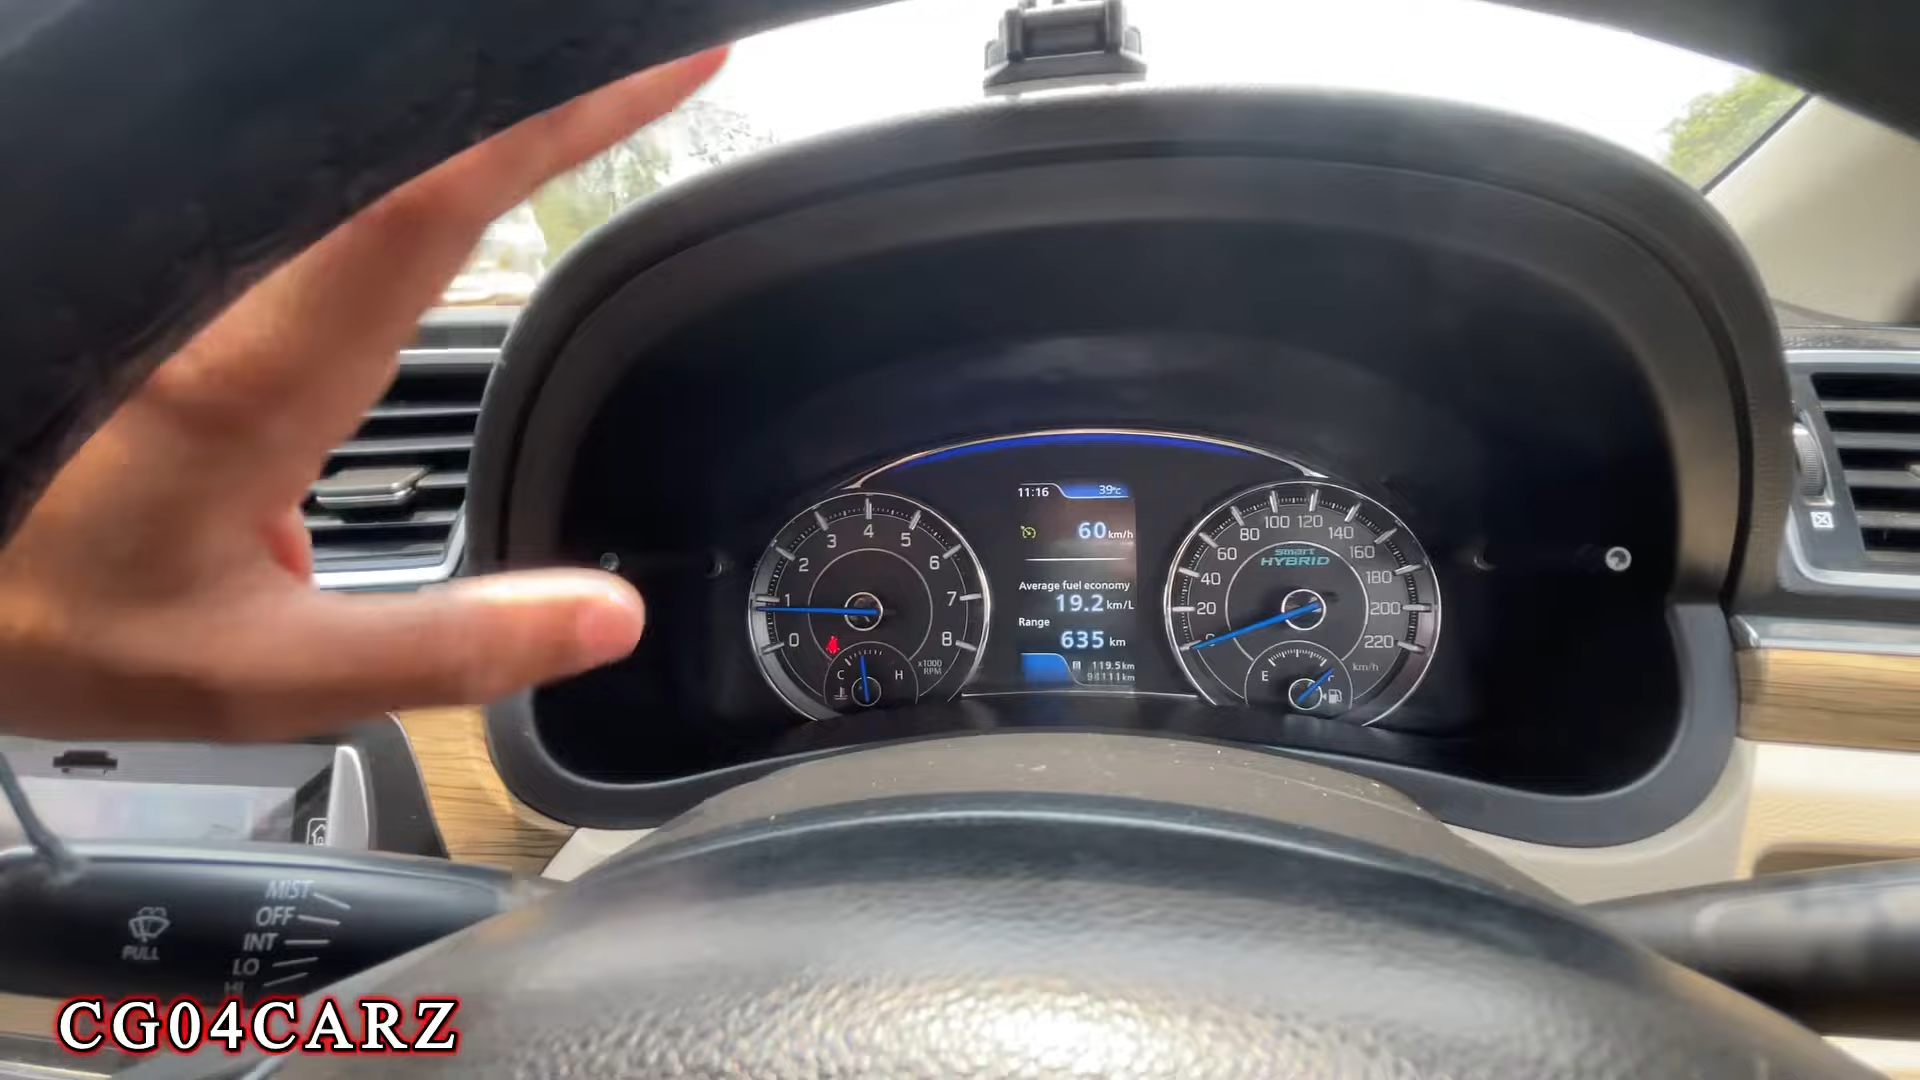 11:16 39°C
60 km/h
Average fuel economy
19.2 km/L
Range
635 km
119.5 km
0 1 2 3 4 5 6 7 8
x1000
RPM
C H
20 40 60 80 100 120 140 160 180 200 220
smart
HYBRID
km/h
E
MIST
OFF
INT
LO
HI
PULL
CG04CARZ